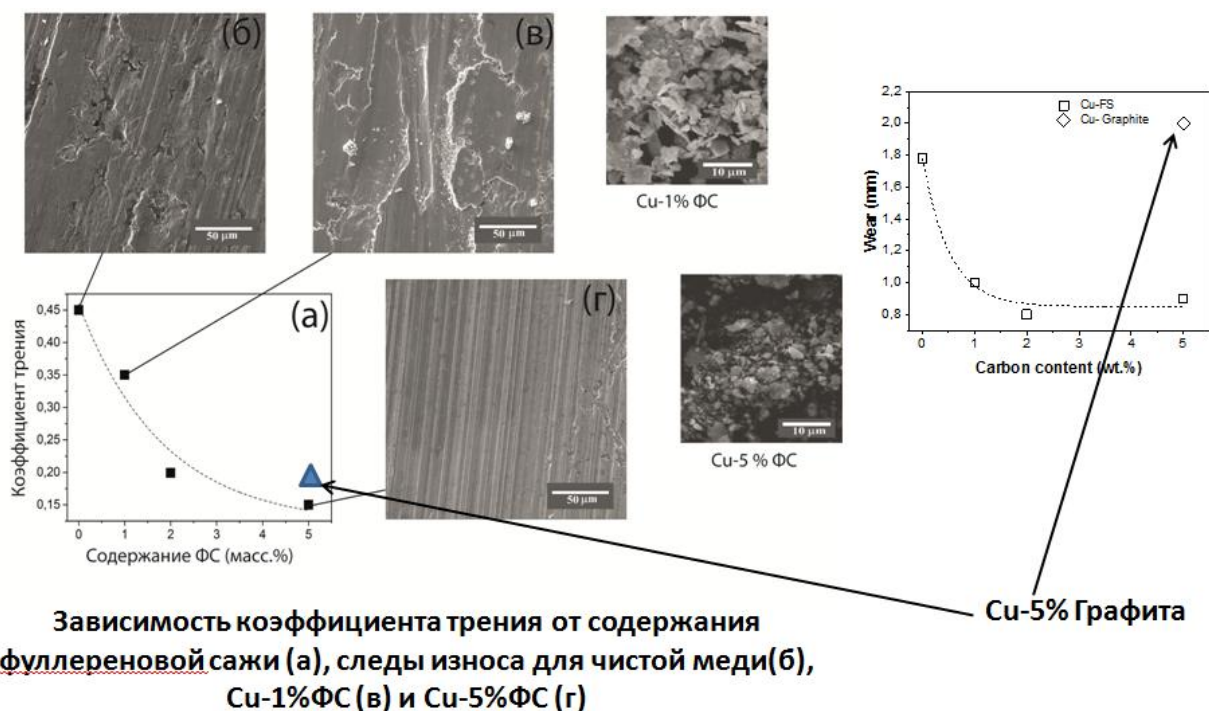 (б)
50 µm
(в)
50 µm
10 µm
Cu-1% ФС
(а)
0,45
0,40
0,35
0,30
0,25
0,20
0,15
0 1 2 3 4 5
Коэффициент трения
Содержание ФС (масс.%)
(г)
50 µm
10 µm
Cu-5 % ФС
2,2
2,0
1,8
1,6
1,4
1,2
1,0
0,8
0 1 2 3 4 5
Wear (mm)
Carbon content (wt.%)
Cu-FS
Cu- Graphite
Cu-5% Графита
Зависимость коэффициента трения от содержания
фуллереновой сажи (а), следы износа для чистой меди(б),
Cu-1%ФС (в) и Cu-5%ФС (г)